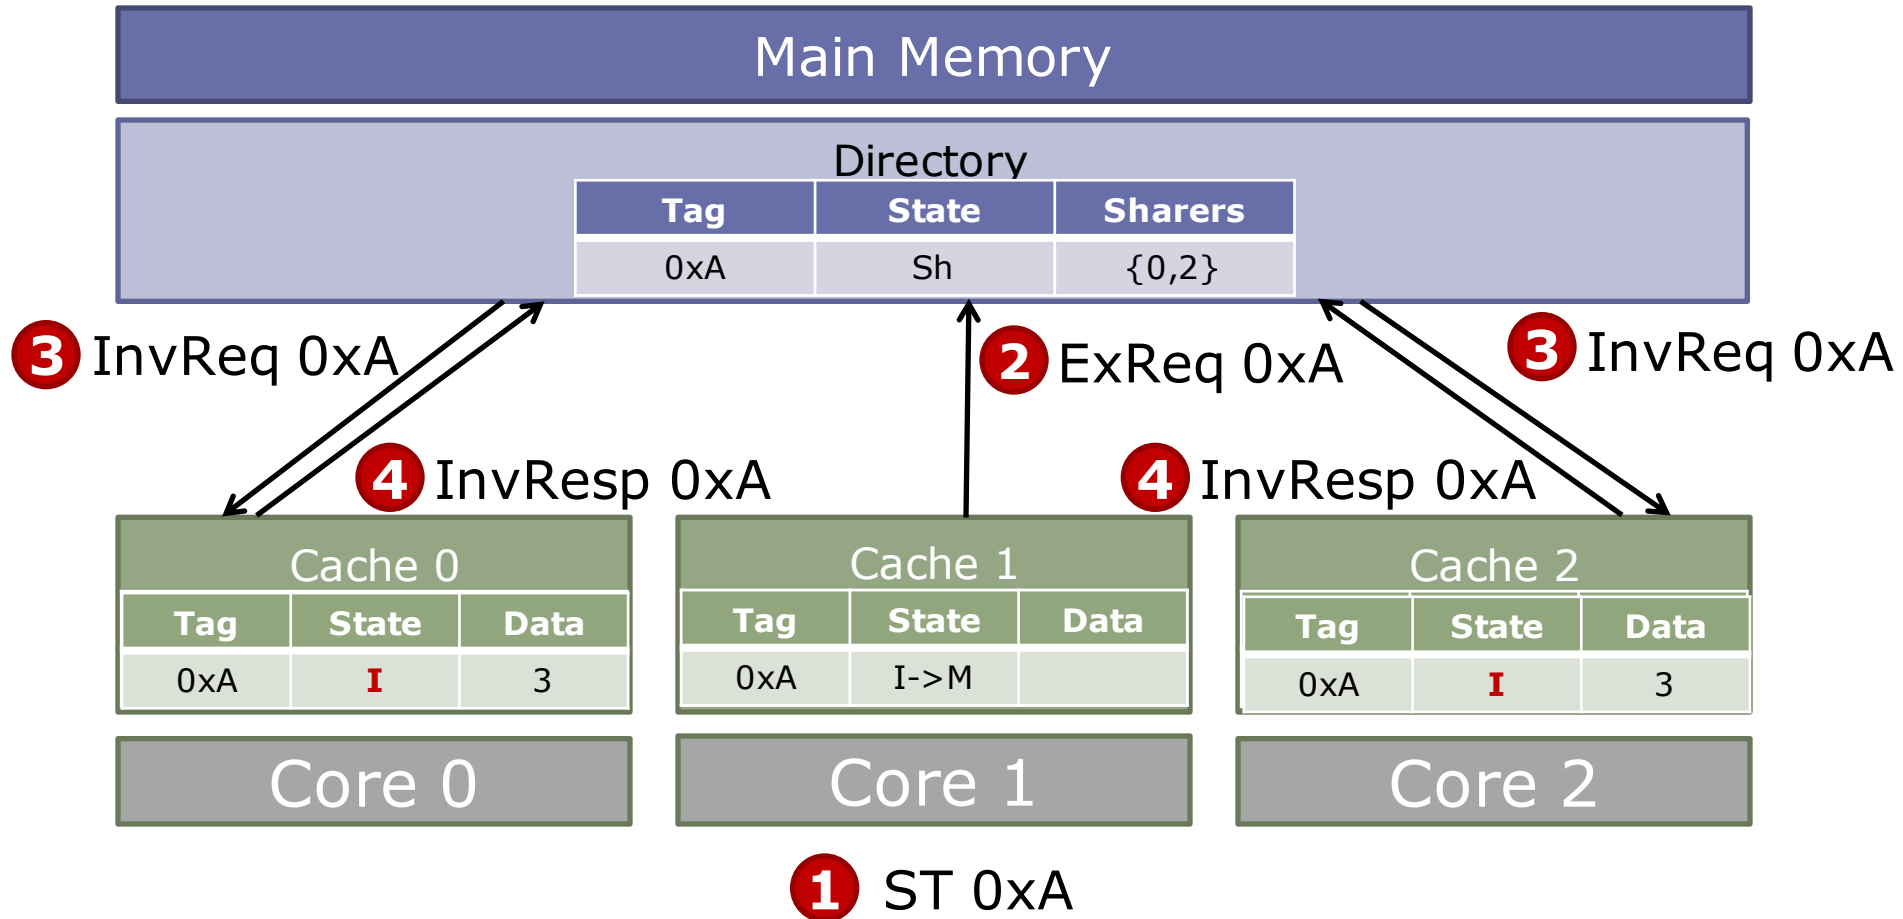 Main Memory
Directory
Tag State Sharers
0xA Sh {0,2}
3 InvReq 0xA
2 ExReq 0xA
3 InvReq 0xA
4 InvResp 0xA
4 InvResp 0xA
Cache 0
Tag State Data
0xA I 3
Cache 1
Tag State Data
0xA I->M
Cache 2
Tag State Data
0xA I 3
Core 0
Core 1
Core 2
1 ST 0xA